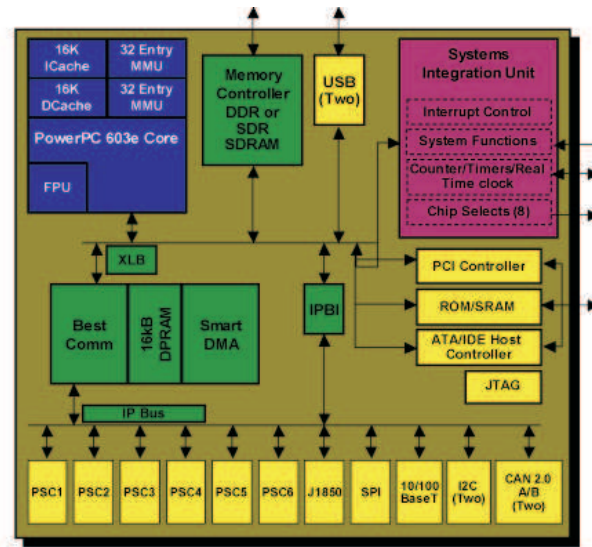 16K
ICache
32 Entry
MMU
16K
DCache
32 Entry
MMU
PowerPC 603e Core
FPU
Memory
Controller
DDR or
SDR
SDRAM
USB
(Two)
Systems
Integration Unit
Interrupt Control
System Functions
Counter/Timers/Real
Time clock
Chip Selects (8)
XLB
Best
Comm
16kB
DPRAM
Smart
DMA
IPBI
PCI Controller
ROM/SRAM
ATA/IDE Host
Controller
JTAG
IP Bus
PSC1
PSC2
PSC3
PSC4
PSC5
PSC6
J1850
SPI
10/100
BaseT
I2C
(Two)
CAN 2.0
A/B
(Two)